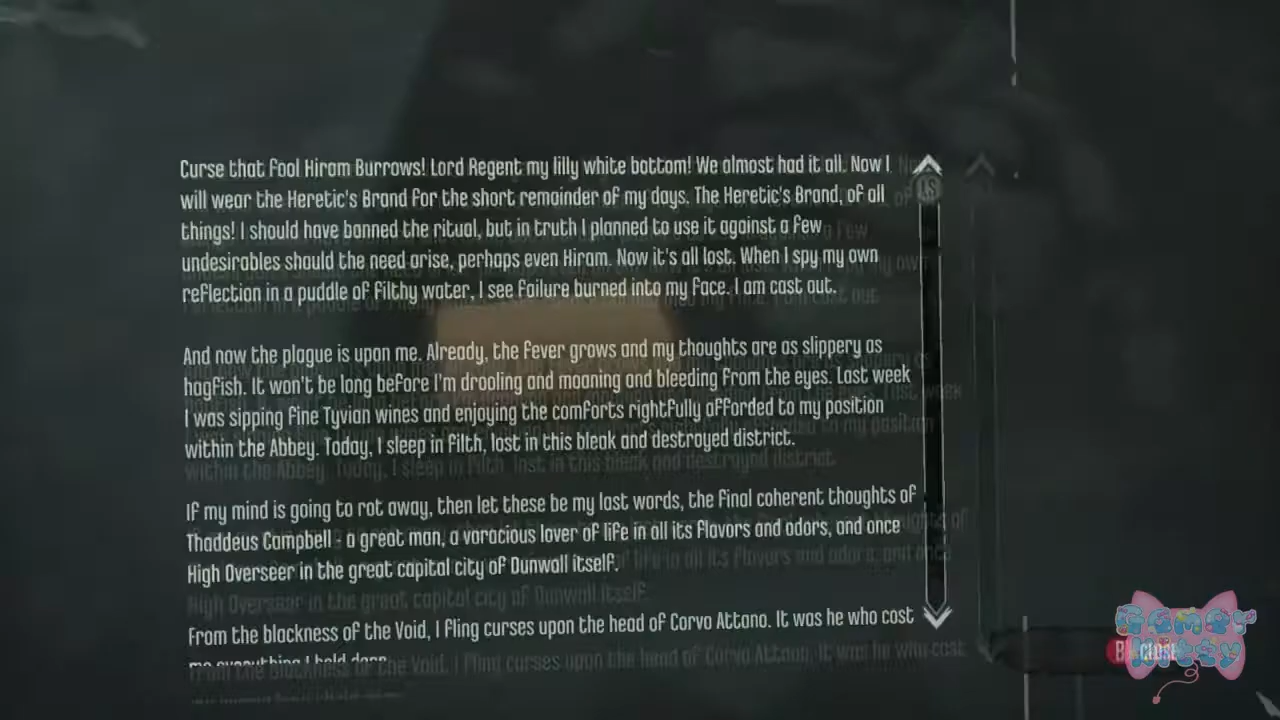 Curse that fool Hiram Burrows! Lord Regent my lilly white bottom! We almost had it all. Now I
will wear the Heretic's Brand for the short remainder of my days. The Heretic's Brand, of all
things! I should have banned the ritual, but in truth I planned to use it against a few
undesirables should the need arise, perhaps even Hiram. Now it's all lost. When I spy my own
reflection in a puddle of filthy water, I see failure burned into my face. I am cast out.
And now the plague is upon me. Already, the fever grows and my thoughts are as slippery as
hagfish. It won't be long before I'm drooling and moaning and bleeding from the eyes. Last week
I was sipping fine Tyvian wines and enjoying the comforts rightfully afforded to my position
within the Abbey. Today, I sleep in filth, lost in this bleak and destroyed district.
If my mind is going to rot away, then let these be my last words, the final coherent thoughts of
Thaddeus Campbell - a great man, a voracious lover of life in all its flavors and odors, and once
High Overseer in the great capital city of Dunwall itself.
From the blackness of the Void, I fling curses upon the head of Corvo Attano. It was he who cost
me everything I held dear
LS
B CLOSE
GAMER
Kitty